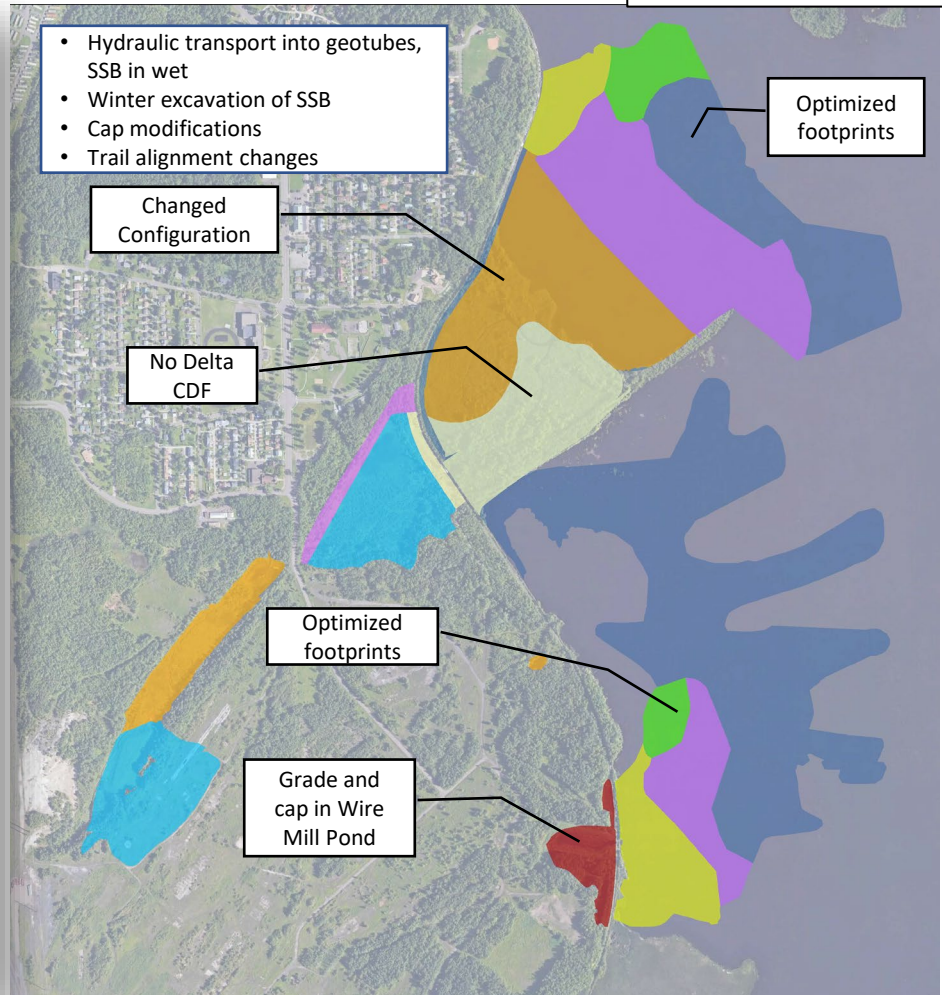 • Hydraulic transport into geotubes,
SSB in wet
• Winter excavation of SSB
• Cap modifications
• Trail alignment changes
Optimized
footprints
Changed
Configuration
No Delta
CDF
Optimized
footprints
Grade and
cap in Wire
Mill Pond